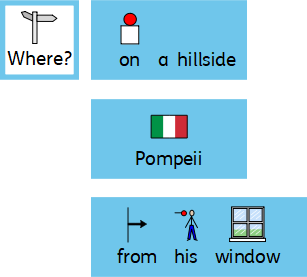 Where?
on a hillside
Pompeii
from his window